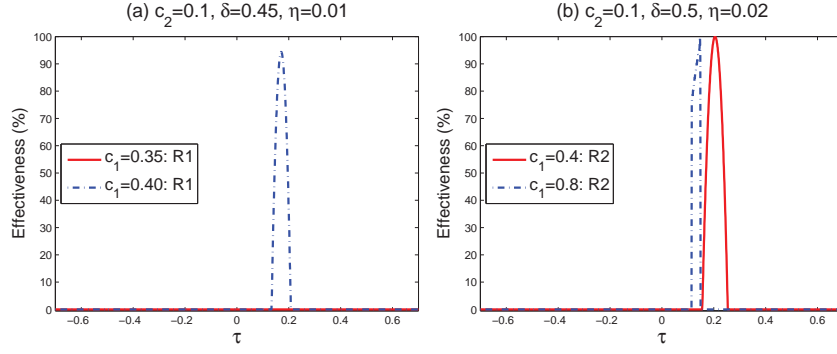 (a) c₂=0.1, δ=0.45, η=0.01
Effectiveness (%)
100
90
80
70
60
50
40
30
20
10
0
c₁=0.35: R1
c₁=0.40: R1
−0.6 −0.4 −0.2 0 0.2 0.4 0.6
τ
(b) c₂=0.1, δ=0.5, η=0.02
Effectiveness (%)
100
90
80
70
60
50
40
30
20
10
0
c₁=0.4: R2
c₁=0.8: R2
−0.6 −0.4 −0.2 0 0.2 0.4 0.6
τ